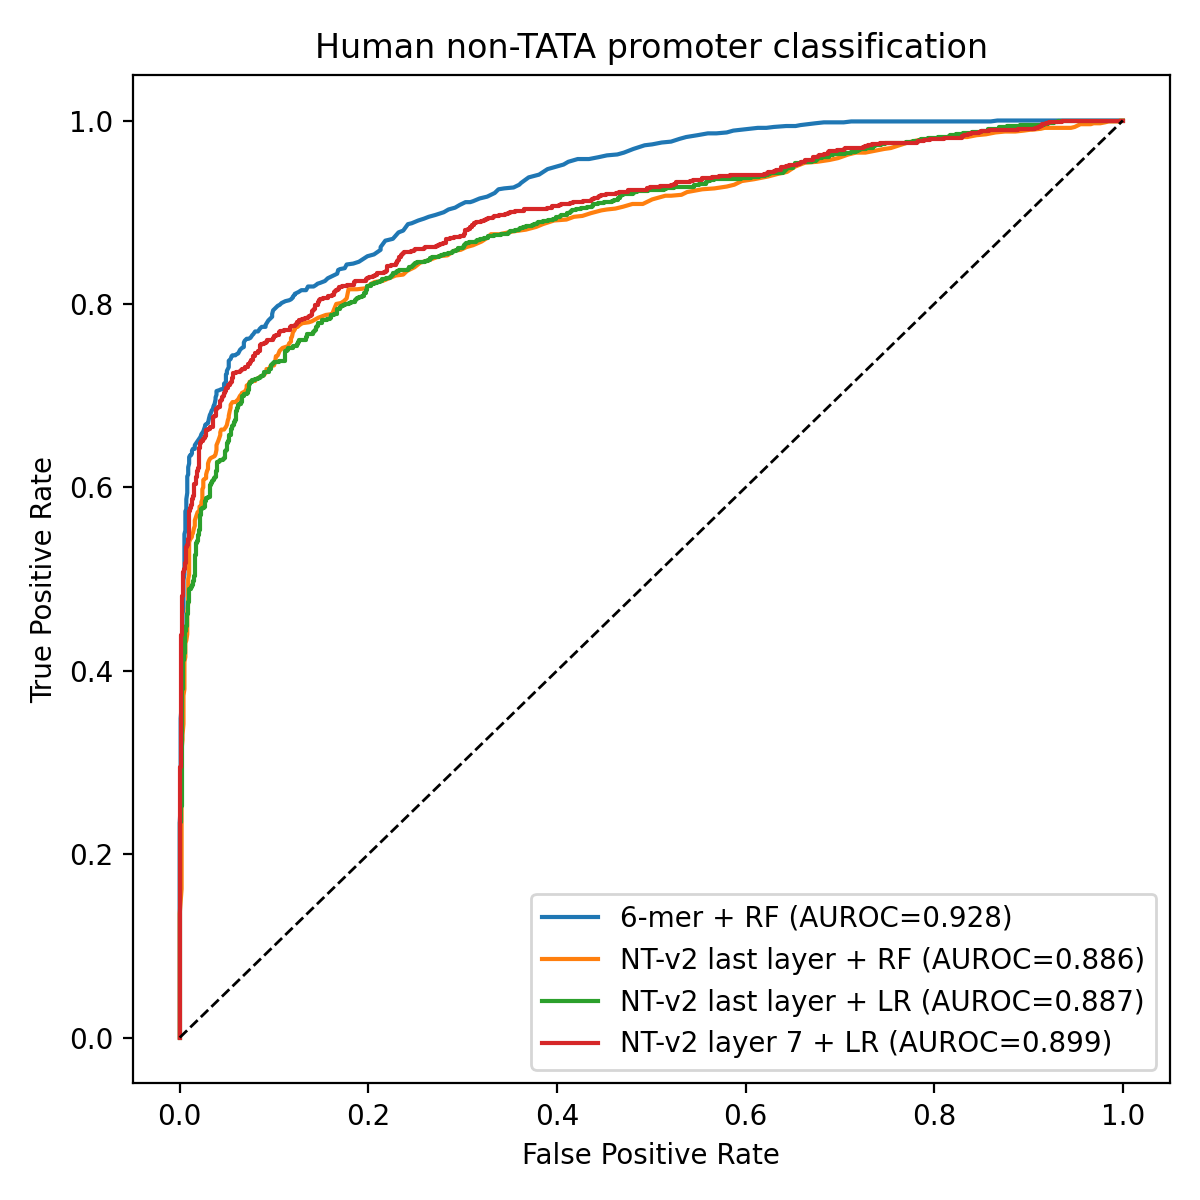 Human non-TATA promoter classification
1.0
0.8
0.6
0.4
0.2
0.0
True Positive Rate
6-mer + RF (AUROC=0.928)
NT-v2 last layer + RF (AUROC=0.886)
NT-v2 last layer + LR (AUROC=0.887)
NT-v2 layer 7 + LR (AUROC=0.899)
0.0 0.2 0.4 0.6 0.8 1.0
False Positive Rate